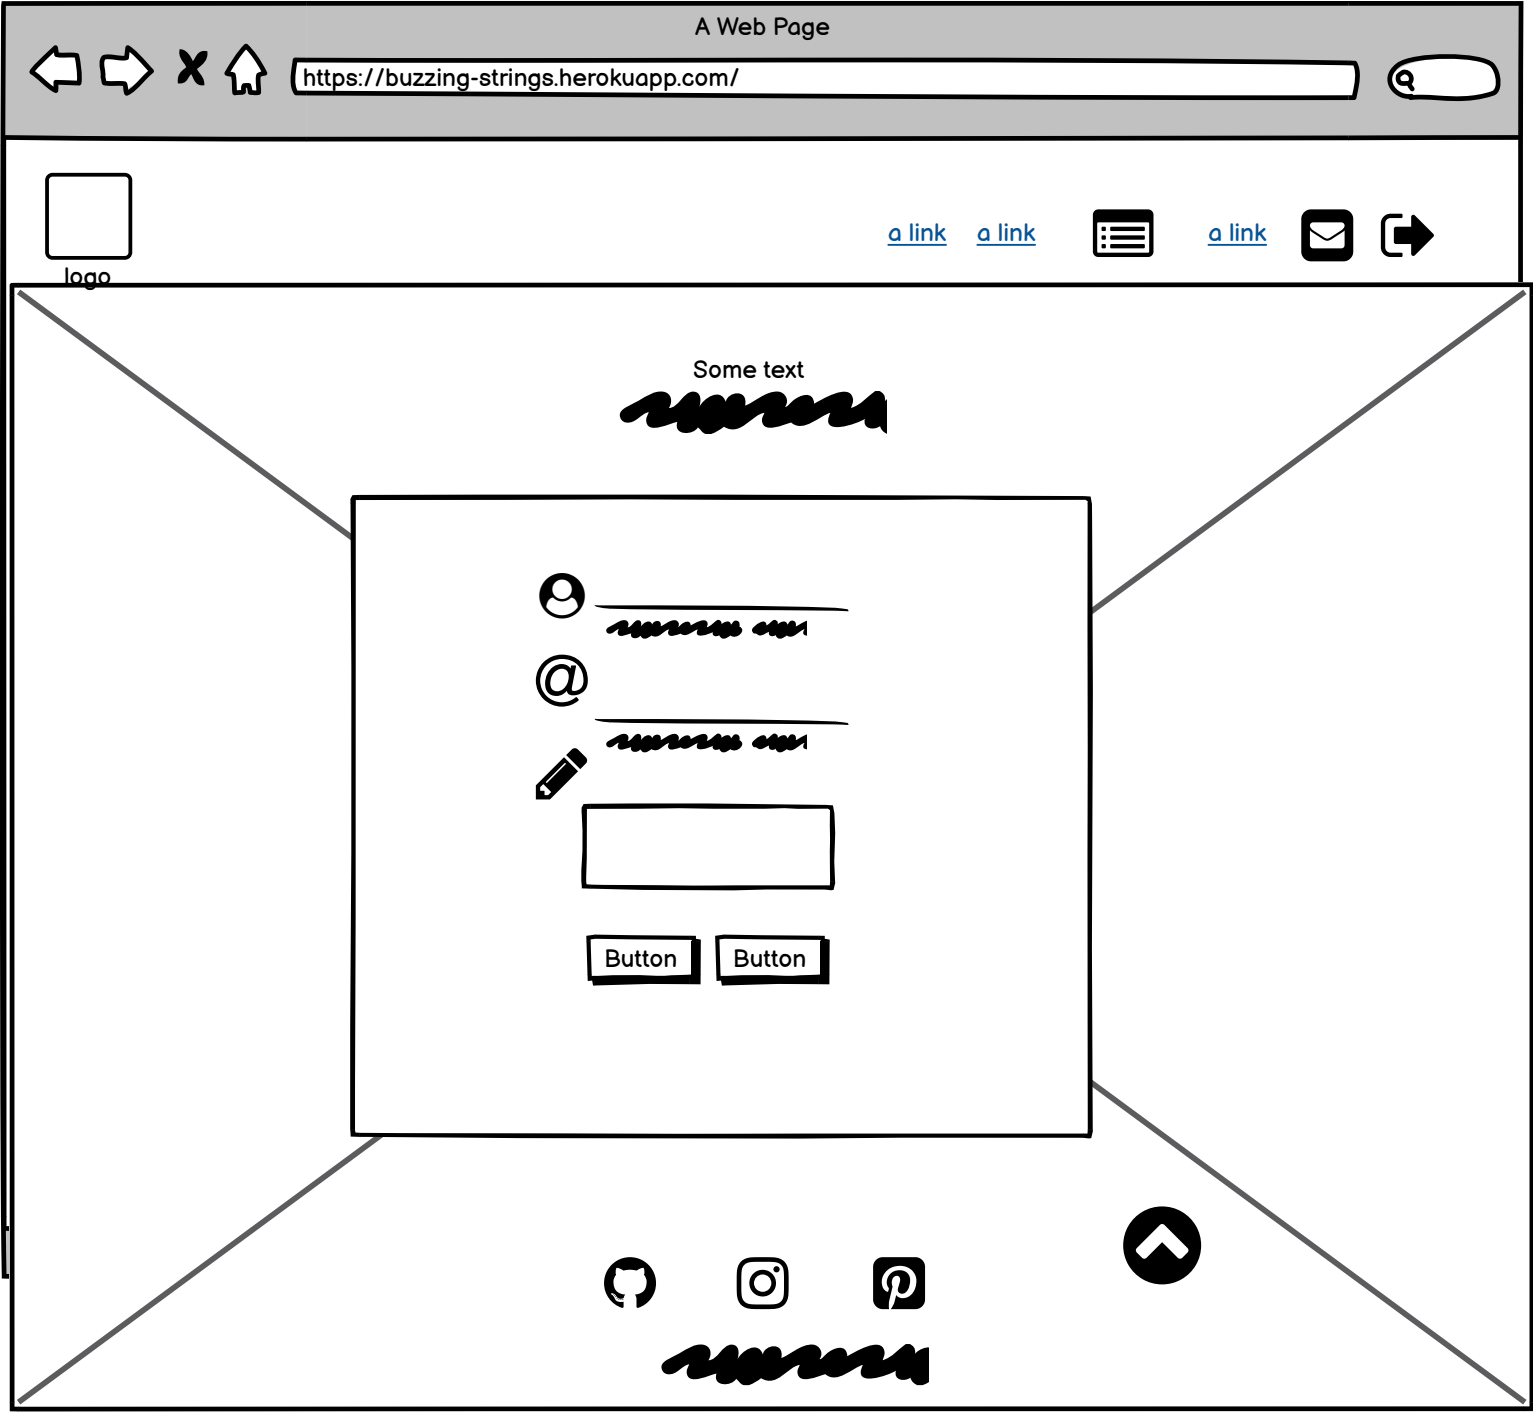 A Web Page
https://buzzing-strings.herokuapp.com/
a link a link a link
logo
Some text
Button Button